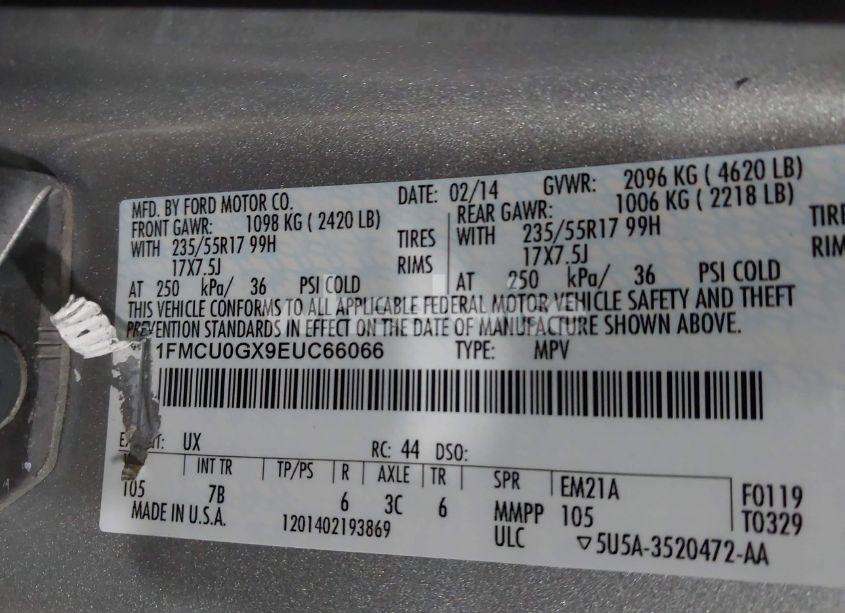 MFD. BY FORD MOTOR CO. DATE: 02/14 GVWR: 2096 KG ( 4620 LB)
FRONT GAWR: 1098 KG ( 2420 LB) REAR GAWR: 1006 KG ( 2218 LB)
WITH 235/55R17 99H TIRES WITH 235/55R17 99H TIRE
17X7.5J RIMS 17X7.5J RIM
AT 250 kPa/ 36 PSI COLD AT 250 kPa/ 36 PSI COLD
THIS VEHICLE CONFORMS TO ALL APPLICABLE FEDERAL MOTOR VEHICLE SAFETY AND THEFT
PREVENTION STANDARDS IN EFFECT ON THE DATE OF MANUFACTURE SHOWN ABOVE.
1FMCU0GX9EUC66066 TYPE: MPV
UX RC: 44 DSO:
INT TR TP/PS R AXLE TR SPR EM21A F0119
105 7B 6 3C 6 MMPP 105 T0329
MADE IN U.S.A. 1201402193869 ULC ▽5U5A-3520472-AA